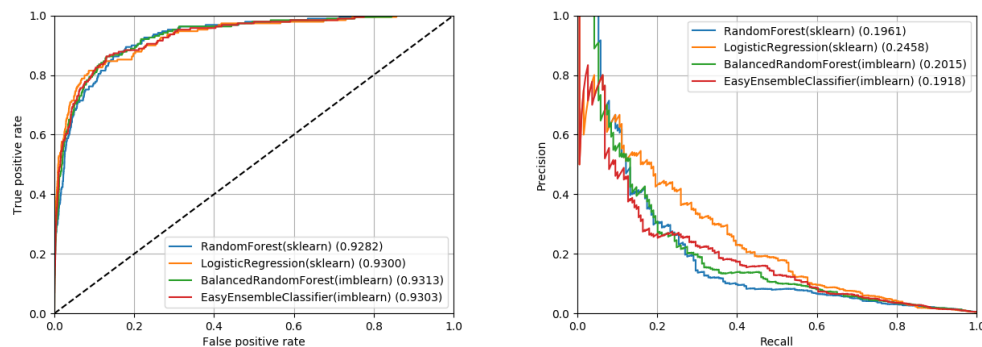 True positive rate
1.0
0.8
0.6
0.4
0.2
0.0
RandomForest(sklearn) (0.9282)
LogisticRegression(sklearn) (0.9300)
BalancedRandomForest(imblearn) (0.9313)
EasyEnsembleClassifier(imblearn) (0.9303)
0.0 0.2 0.4 0.6 0.8 1.0
False positive rate
Precision
1.0
0.8
0.6
0.4
0.2
0.0
RandomForest(sklearn) (0.1961)
LogisticRegression(sklearn) (0.2458)
BalancedRandomForest(imblearn) (0.2015)
EasyEnsembleClassifier(imblearn) (0.1918)
0.0 0.2 0.4 0.6 0.8 1.0
Recall